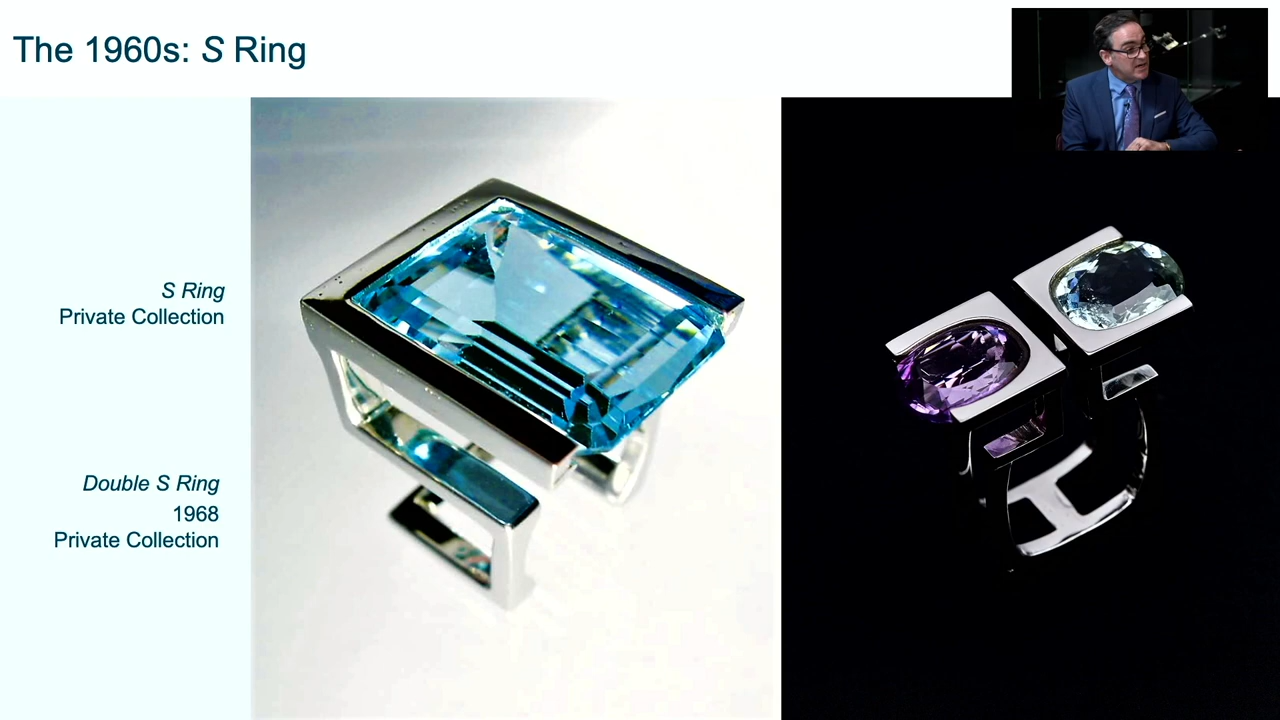 The 1960s: S Ring
S Ring
Private Collection
Double S Ring
1968
Private Collection